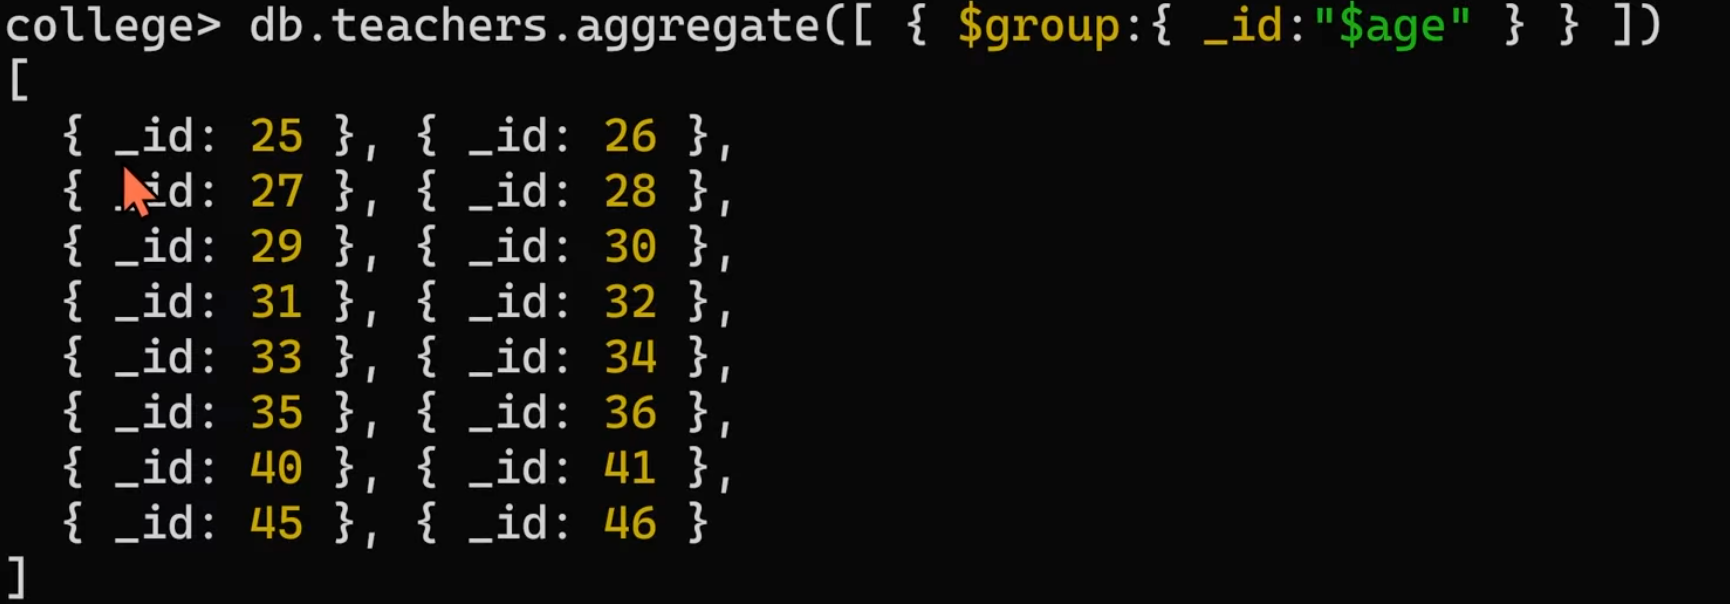 college> db.teachers.aggregate([ { $group:{ _id:"$age" } } ])
[
  { _id: 25 }, { _id: 26 },
  { _id: 27 }, { _id: 28 },
  { _id: 29 }, { _id: 30 },
  { _id: 31 }, { _id: 32 },
  { _id: 33 }, { _id: 34 },
  { _id: 35 }, { _id: 36 },
  { _id: 40 }, { _id: 41 },
  { _id: 45 }, { _id: 46 }
]